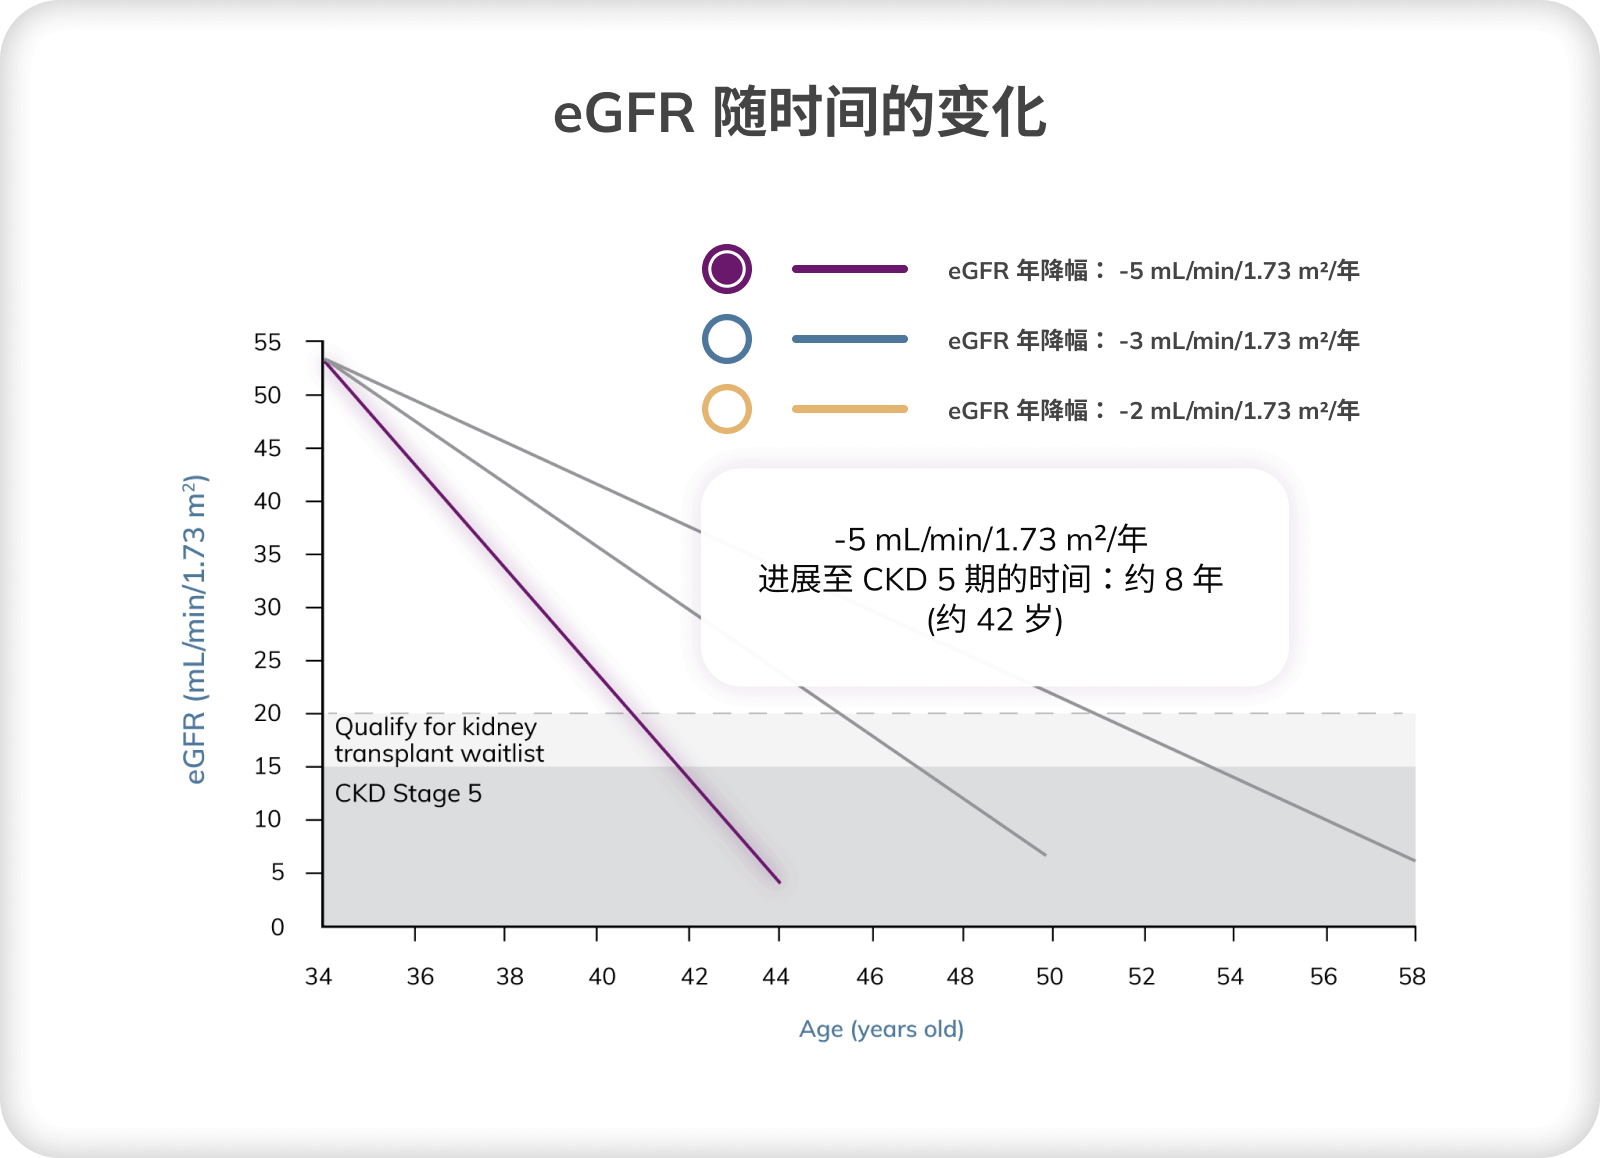 eGFR 随时间的变化
eGFR 年降幅： -5 mL/min/1.73 m²/年
eGFR 年降幅： -3 mL/min/1.73 m²/年
eGFR 年降幅： -2 mL/min/1.73 m²/年
-5 mL/min/1.73 m²/年
进展至 CKD 5 期的时间：约 8 年
(约 42 岁)
eGFR (mL/min/1.73 m²)
55
50
45
40
35
30
25
20
15
10
5
0
Qualify for kidney
transplant waitlist
CKD Stage 5
34 36 38 40 42 44 46 48 50 52 54 56 58
Age (years old)